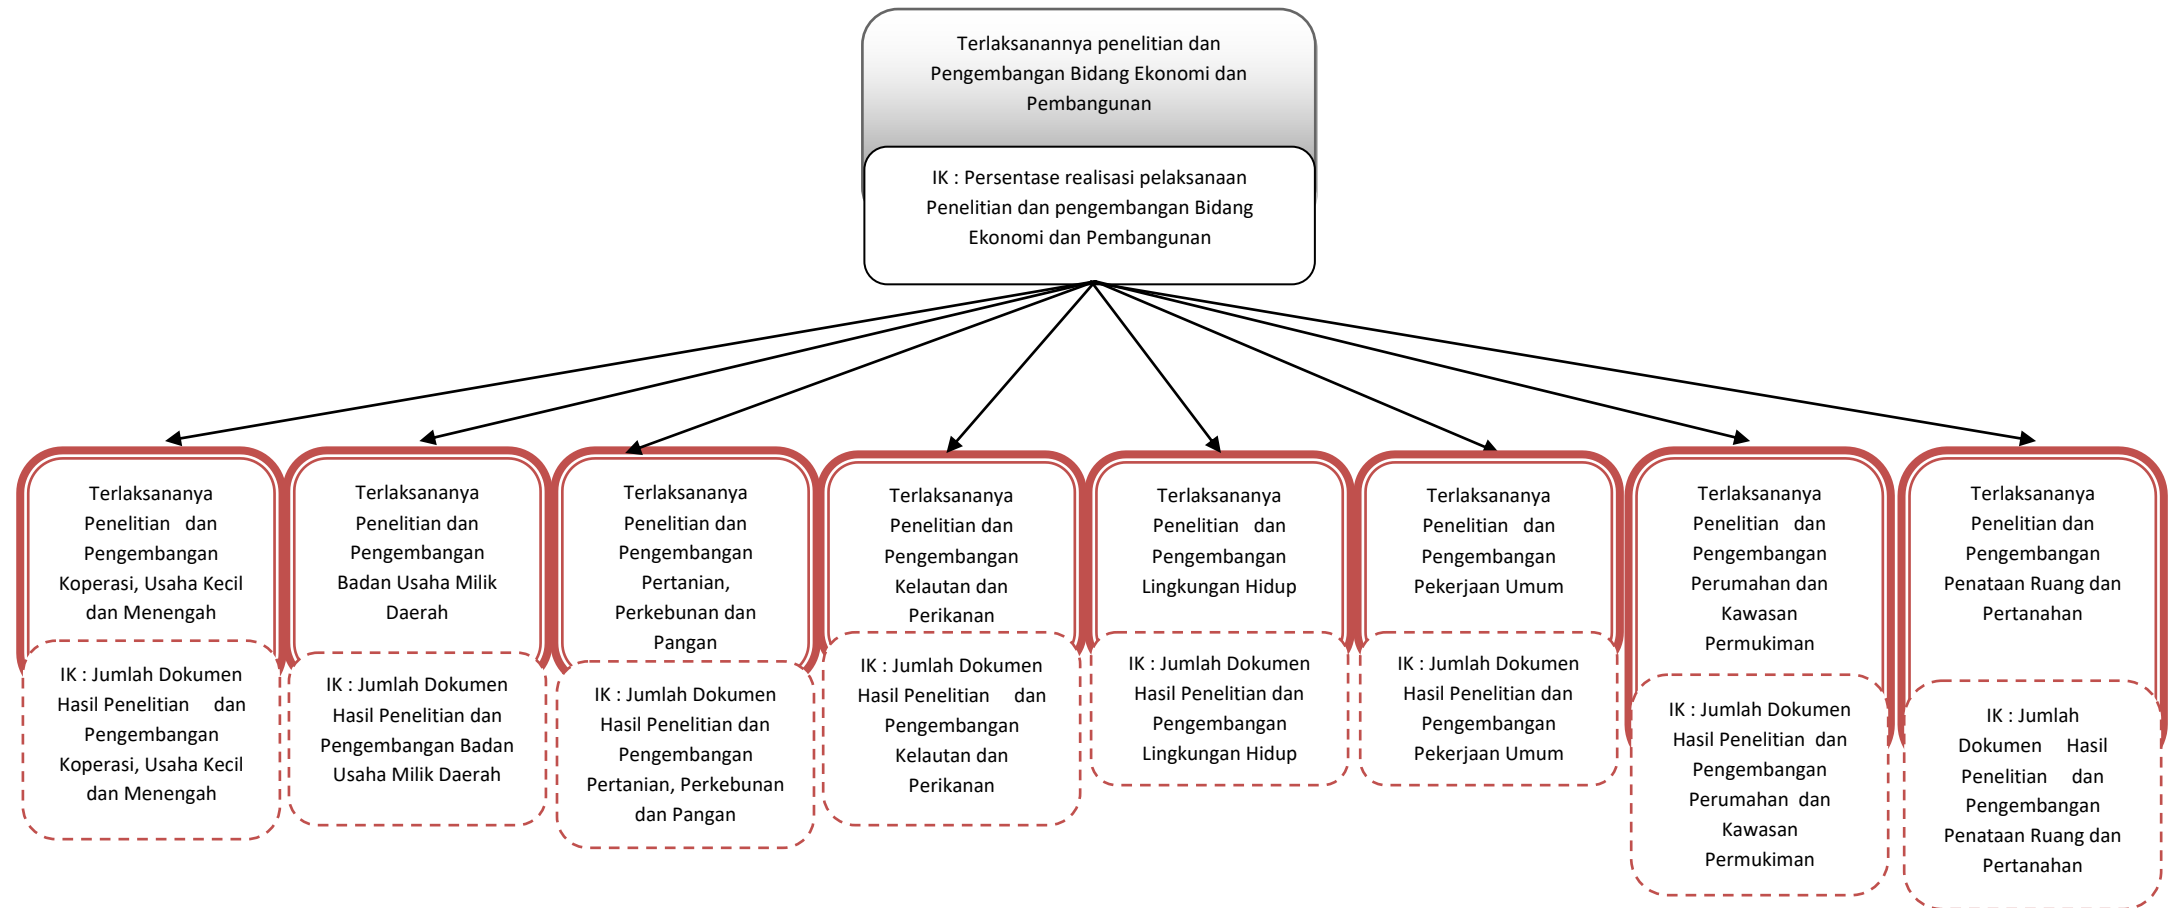 Terlaksanannya penelitian dan
Pengembangan Bidang Ekonomi dan
Pembangunan
IK : Persentase realisasi pelaksanaan
Penelitian dan pengembangan Bidang
Ekonomi dan Pembangunan
Terlaksananya
Penelitian dan
Pengembangan
Koperasi, Usaha Kecil
dan Menengah
IK : Jumlah Dokumen
Hasil Penelitian dan
Pengembangan
Koperasi, Usaha Kecil
dan Menengah
Terlaksananya
Penelitian dan
Pengembangan
Badan Usaha Milik
Daerah
IK : Jumlah Dokumen
Hasil Penelitian dan
Pengembangan Badan
Usaha Milik Daerah
Terlaksananya
Penelitian dan
Pengembangan
Pertanian,
Perkebunan dan
Pangan
IK : Jumlah Dokumen
Hasil Penelitian dan
Pengembangan
Pertanian, Perkebunan
dan Pangan
Terlaksananya
Penelitian dan
Pengembangan
Kelautan dan
Perikanan
IK : Jumlah Dokumen
Hasil Penelitian dan
Pengembangan
Kelautan dan
Perikanan
Terlaksananya
Penelitian dan
Pengembangan
Lingkungan Hidup
IK : Jumlah Dokumen
Hasil Penelitian dan
Pengembangan
Lingkungan Hidup
Terlaksananya
Penelitian dan
Pengembangan
Pekerjaan Umum
IK : Jumlah Dokumen
Hasil Penelitian dan
Pengembangan
Pekerjaan Umum
Terlaksananya
Penelitian dan
Pengembangan
Perumahan dan
Kawasan
Permukiman
IK : Jumlah Dokumen
Hasil Penelitian dan
Pengembangan
Perumahan dan
Kawasan
Permukiman
Terlaksananya
Penelitian dan
Pengembangan
Penataan Ruang dan
Pertanahan
IK : Jumlah
Dokumen Hasil
Penelitian dan
Pengembangan
Penataan Ruang dan
Pertanahan